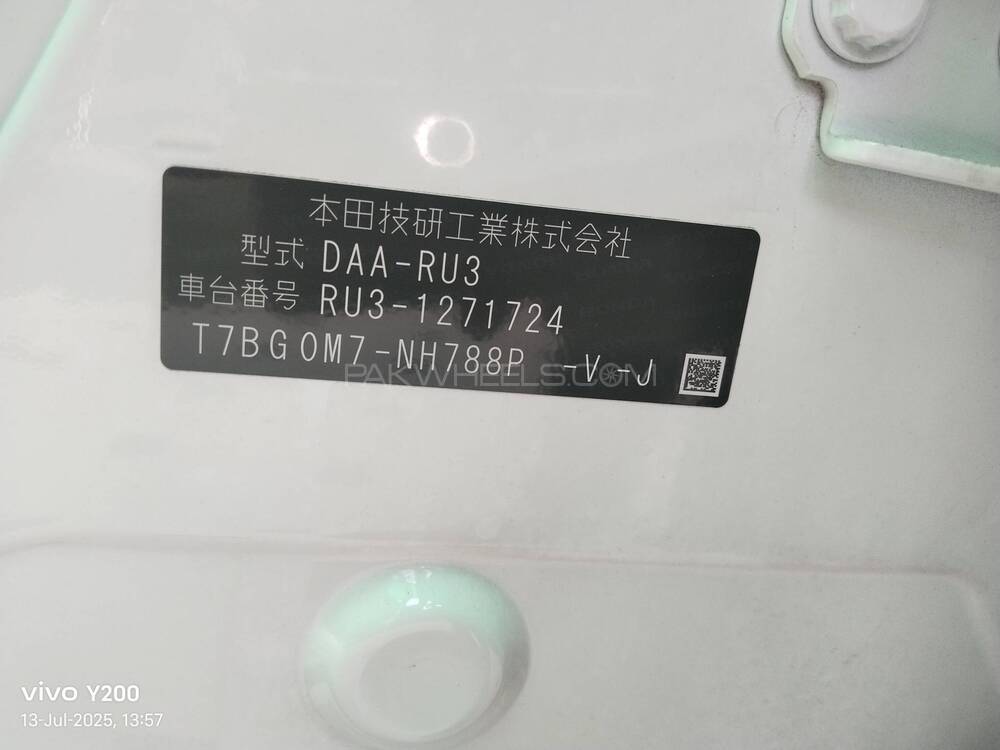 本田技研工業株式会社
型式 DAA-RU3
車台番号 RU3-1271724
T7BG0M7-NH788P -V-J
PAKWHEELS.COM
vivo Y200
13-Jul-2025, 13:57